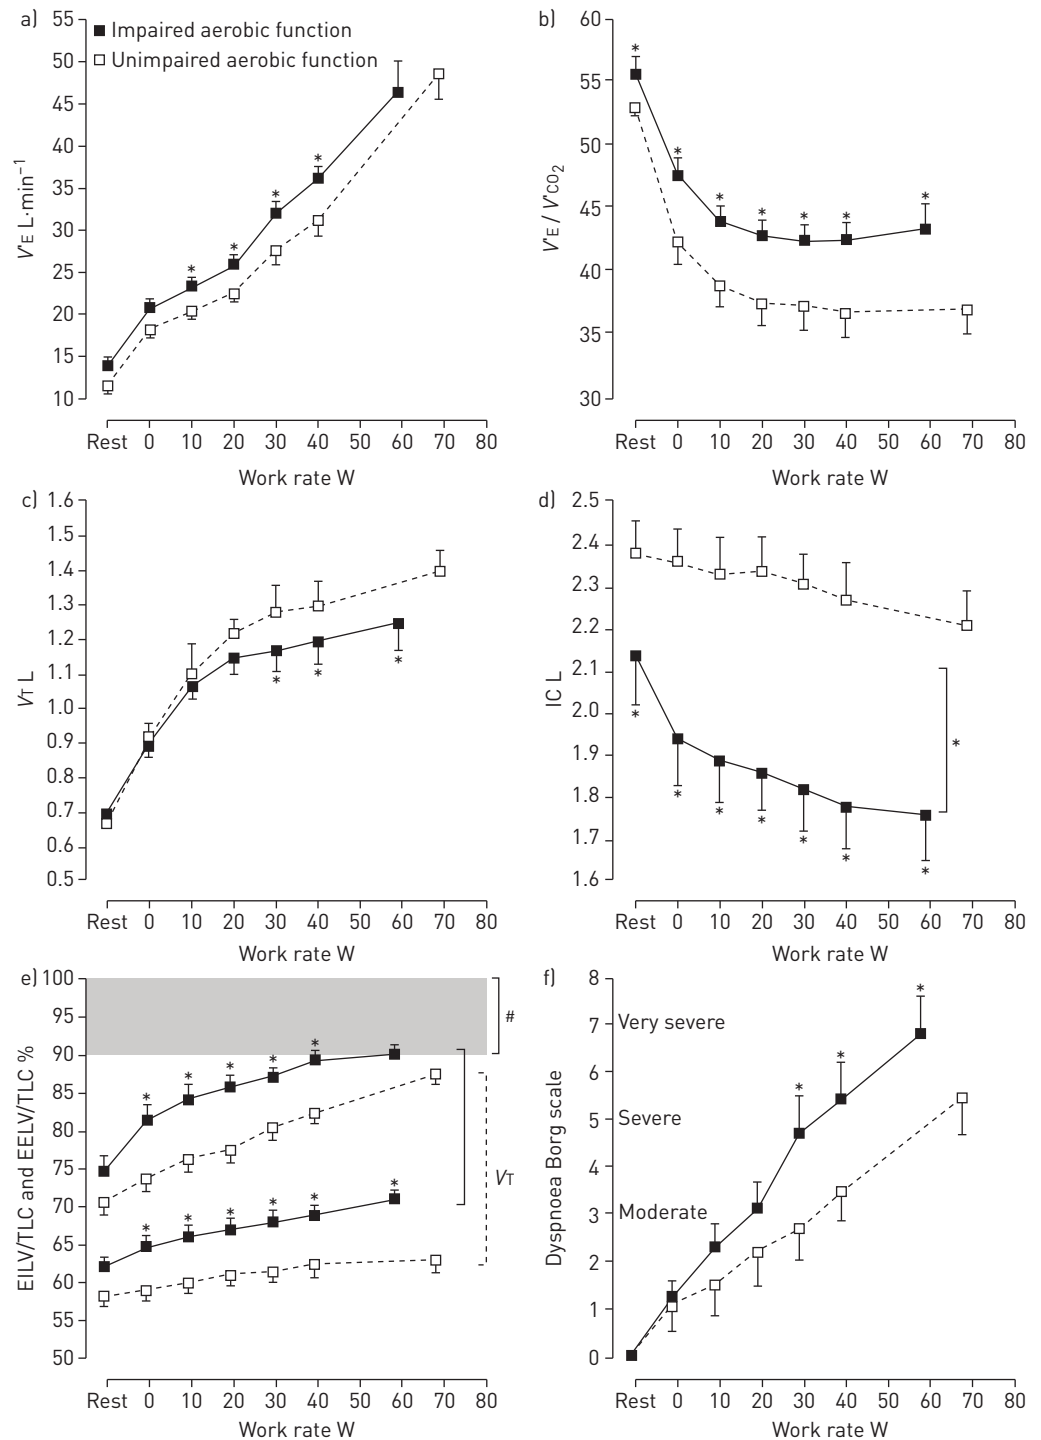 a)
Impaired aerobic function
Unimpaired aerobic function
V'E L·min⁻¹
55
50
45
40
35
30
25
20
15
10
* * * *
Rest 0 10 20 30 40 50 60 70 80
Work rate W
b)
V'E / V'CO₂
60
55
50
45
40
35
30
* * * * * * *
Rest 0 10 20 30 40 50 60 70 80
Work rate W
c)
VT L
1.6
1.5
1.4
1.3
1.2
1.1
1.0
0.9
0.8
0.7
0.6
0.5
* * *
Rest 0 10 20 30 40 50 60 70 80
Work rate W
d)
IC L
2.5
2.4
2.3
2.2
2.1
2.0
1.9
1.8
1.7
1.6
* * * * * * *
*
Rest 0 10 20 30 40 50 60 70 80
Work rate W
e)
EILV/TLC and EELV/TLC %
100
95
90
85
80
75
70
65
60
55
50
#
* * * * *
* * * * * *
VT
Rest 0 10 20 30 40 50 60 70 80
Work rate W
f)
Dyspnoea Borg scale
8
7
6
5
4
3
2
1
0
Very severe
Severe
Moderate
* * *
Rest 0 10 20 30 40 50 60 70 80
Work rate W